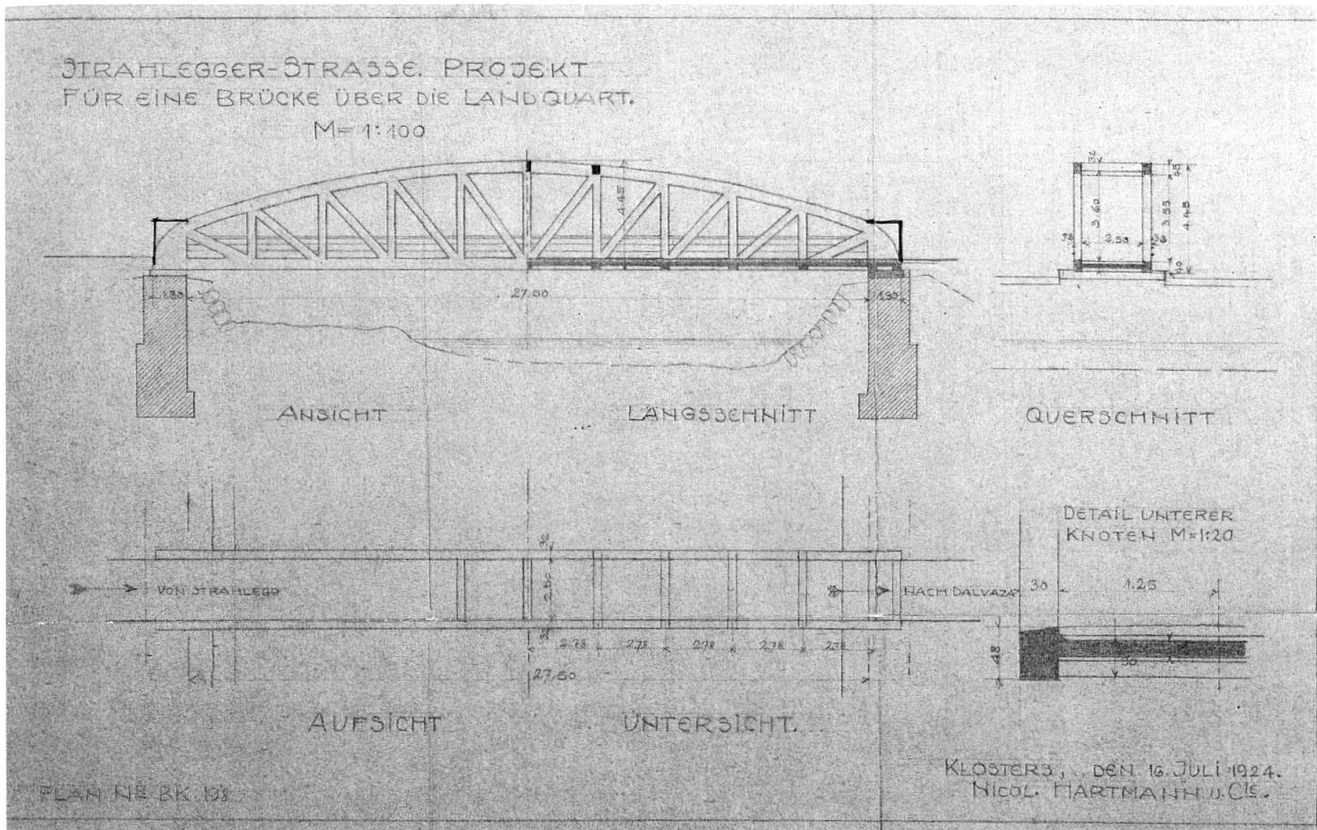 STRAHLEGGER-STRASSE. PROJEKT
FÜR EINE BRÜCKE ÜBER DIE LANDQUART.
M= 1:100
4.45
1.30
27.80
1.30
ANSICHT
LÄNGSSCHNITT
3.60
2.50
3.55
4.45
QUERSCHNITT
VON STRAHLEGG
2.50
NACH DALVAZA
2.78 2.78 2.78 2.78 2.78
27.80
AUFSICHT
UNTERSICHT.
DETAIL UNTERER
KNOTEN M=1:20
30
1.25
48
KLOSTERS, DEN 16. JULI 1924.
NICOL. HARTMANN u. CIE.
PLAN No BK 198